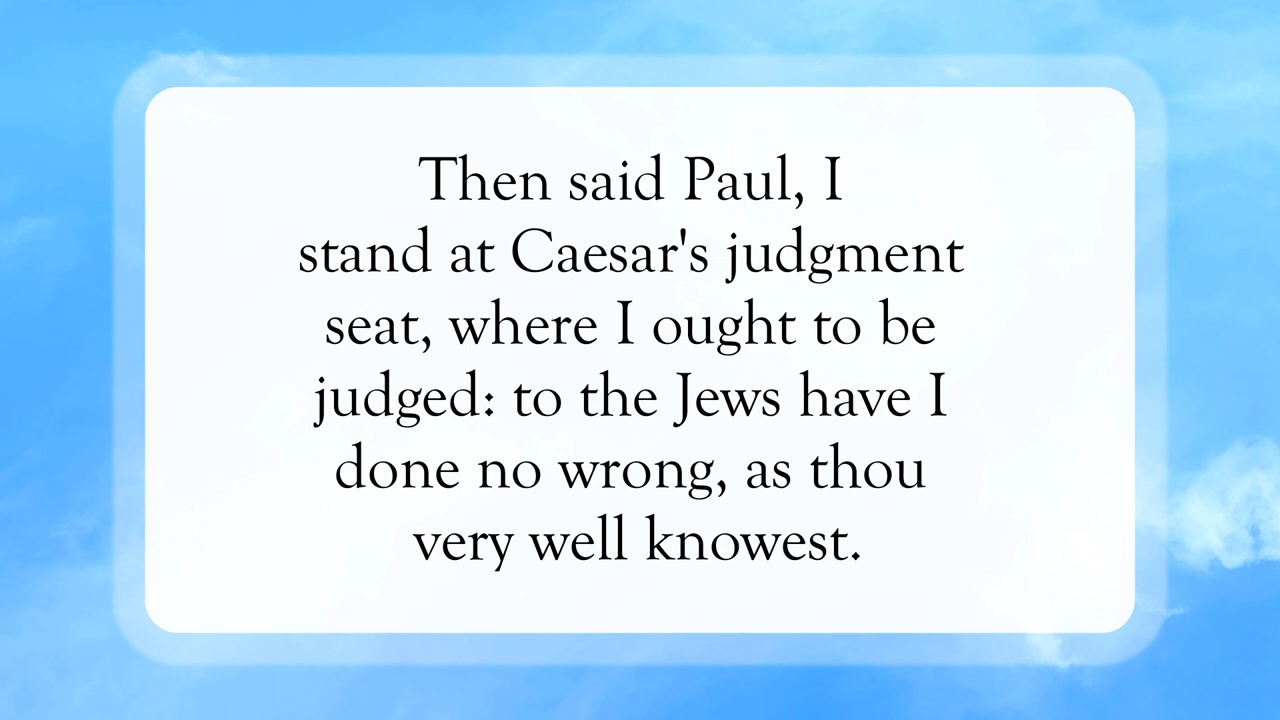 Then said Paul, I
stand at Caesar's judgment
seat, where I ought to be
judged: to the Jews have I
done no wrong, as thou
very well knowest.